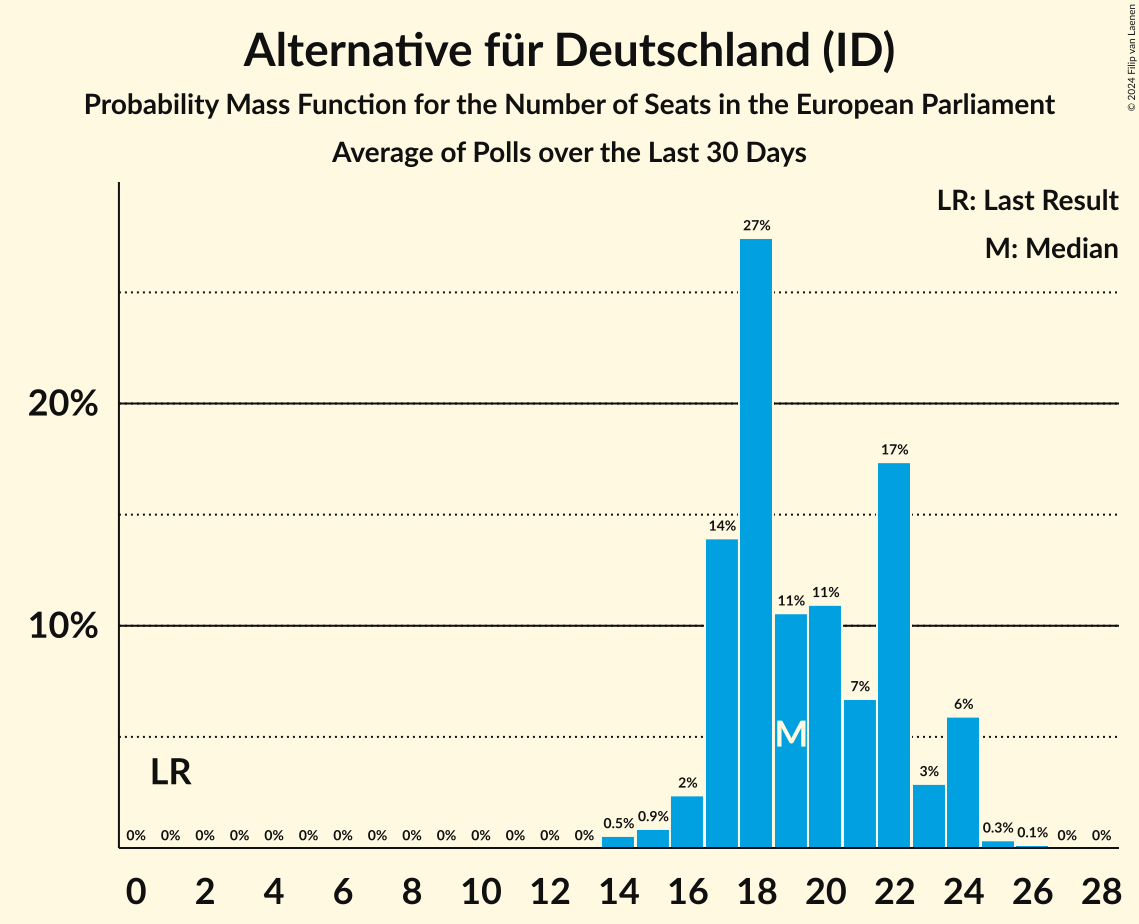 Alternative für Deutschland (ID)
Probability Mass Function for the Number of Seats in the European Parliament
Average of Polls over the Last 30 Days
© 2024 Filip van Laenen
LR: Last Result
M: Median
27%
20%
17%
14%
11% 11%
10%
7%
6%
M
LR
3%
2%
0% 0% 0% 0% 0% 0% 0% 0% 0% 0% 0% 0% 0% 0% 0.5% 0.9% 0.3% 0.1% 0% 0%
0 2 4 6 8 10 12 14 16 18 20 22 24 26 28